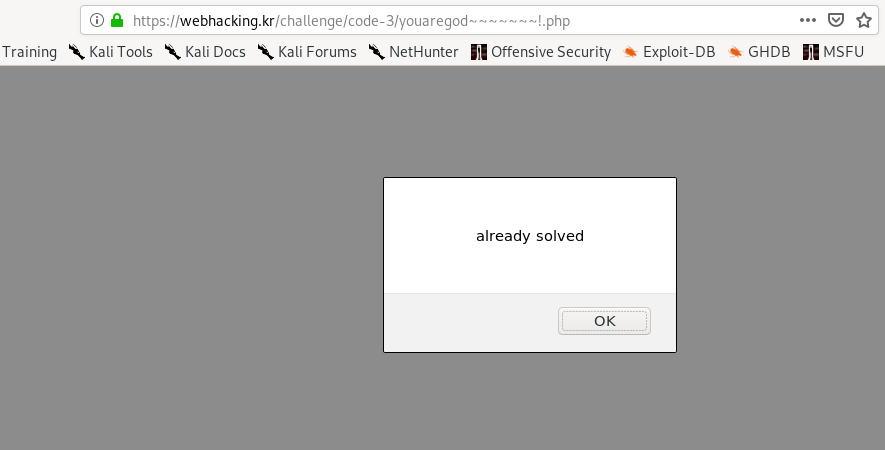 https://webhacking.kr/challenge/code-3/youaregod~~~~~~~!.php
Training Kali Tools Kali Docs Kali Forums NetHunter Offensive Security Exploit-DB GHDB MSFU
already solved
OK